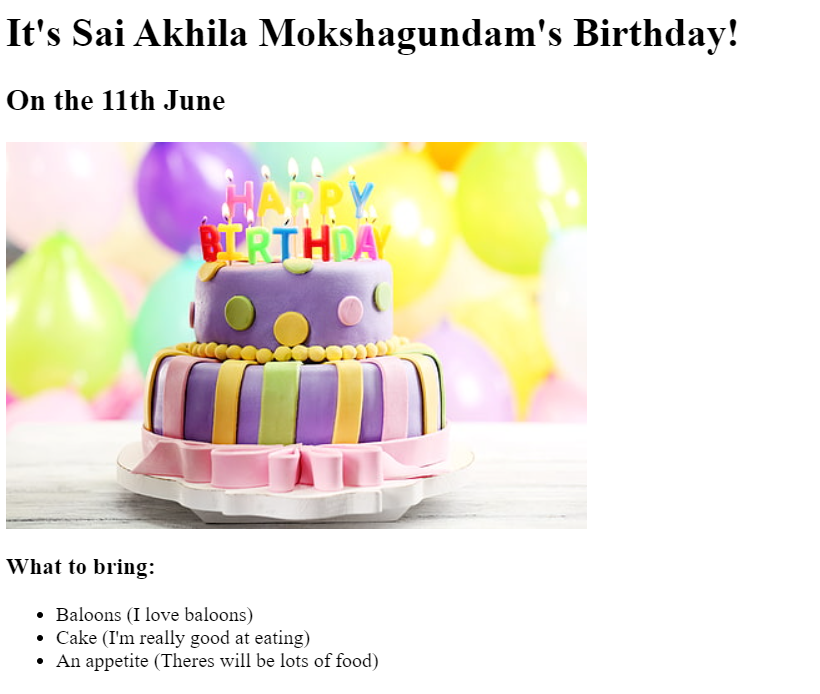 It's Sai Akhila Mokshagundam's Birthday!
On the 11th June
HAPPY
BIRTHDAY
What to bring:
Baloons (I love baloons)
Cake (I'm really good at eating)
An appetite (Theres will be lots of food)